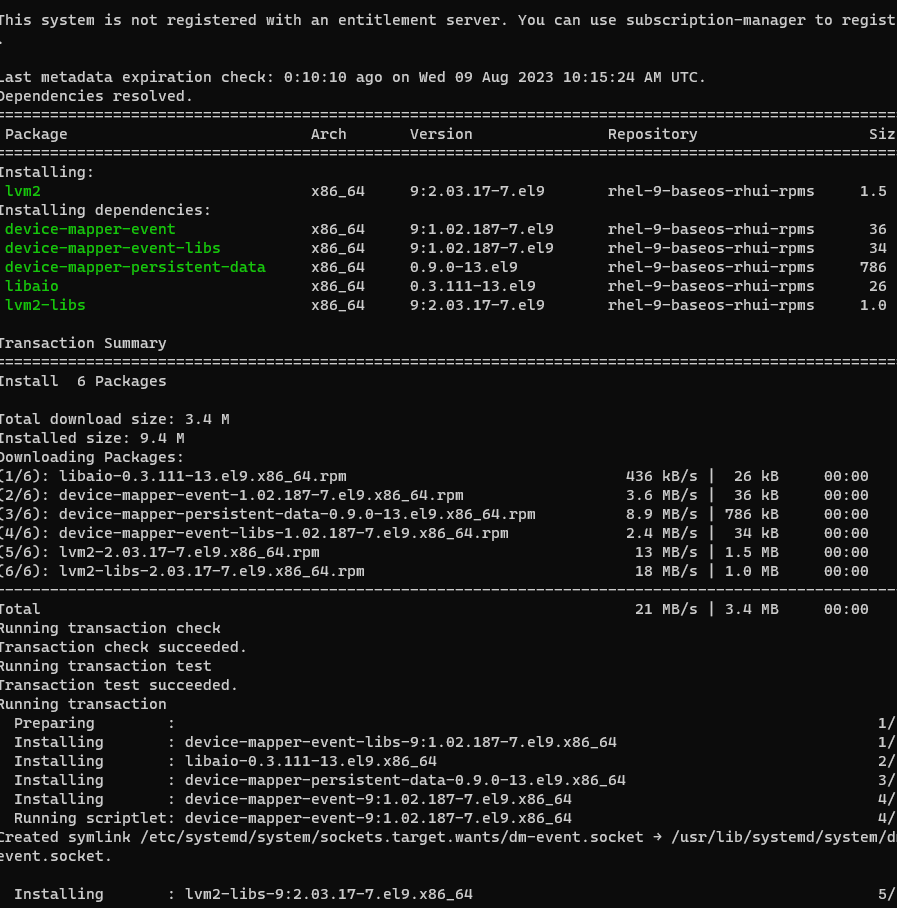 This system is not registered with an entitlement server. You can use subscription-manager to regist
.
Last metadata expiration check: 0:10:10 ago on Wed 09 Aug 2023 10:15:24 AM UTC.
Dependencies resolved.
====================================================================================================
Package Arch Version Repository Siz
====================================================================================================
Installing:
lvm2 x86_64 9:2.03.17-7.el9 rhel-9-baseos-rhui-rpms 1.5
Installing dependencies:
device-mapper-event x86_64 9:1.02.187-7.el9 rhel-9-baseos-rhui-rpms 36
device-mapper-event-libs x86_64 9:1.02.187-7.el9 rhel-9-baseos-rhui-rpms 34
device-mapper-persistent-data x86_64 0.9.0-13.el9 rhel-9-baseos-rhui-rpms 786
libaio x86_64 0.3.111-13.el9 rhel-9-baseos-rhui-rpms 26
lvm2-libs x86_64 9:2.03.17-7.el9 rhel-9-baseos-rhui-rpms 1.0
Transaction Summary
====================================================================================================
Install 6 Packages
Total download size: 3.4 M
Installed size: 9.4 M
Downloading Packages:
(1/6): libaio-0.3.111-13.el9.x86_64.rpm 436 kB/s | 26 kB 00:00
(2/6): device-mapper-event-1.02.187-7.el9.x86_64.rpm 3.6 MB/s | 36 kB 00:00
(3/6): device-mapper-persistent-data-0.9.0-13.el9.x86_64.rpm 8.9 MB/s | 786 kB 00:00
(4/6): device-mapper-event-libs-1.02.187-7.el9.x86_64.rpm 2.4 MB/s | 34 kB 00:00
(5/6): lvm2-2.03.17-7.el9.x86_64.rpm 13 MB/s | 1.5 MB 00:00
(6/6): lvm2-libs-2.03.17-7.el9.x86_64.rpm 18 MB/s | 1.0 MB 00:00
----------------------------------------------------------------------------------------------------
Total 21 MB/s | 3.4 MB 00:00
Running transaction check
Transaction check succeeded.
Running transaction test
Transaction test succeeded.
Running transaction
Preparing : 1/
Installing : device-mapper-event-libs-9:1.02.187-7.el9.x86_64 1/
Installing : libaio-0.3.111-13.el9.x86_64 2/
Installing : device-mapper-persistent-data-0.9.0-13.el9.x86_64 3/
Installing : device-mapper-event-9:1.02.187-7.el9.x86_64 4/
Running scriptlet: device-mapper-event-9:1.02.187-7.el9.x86_64 4/
Created symlink /etc/systemd/system/sockets.target.wants/dm-event.socket → /usr/lib/systemd/system/dm
event.socket.
Installing : lvm2-libs-9:2.03.17-7.el9.x86_64 5/